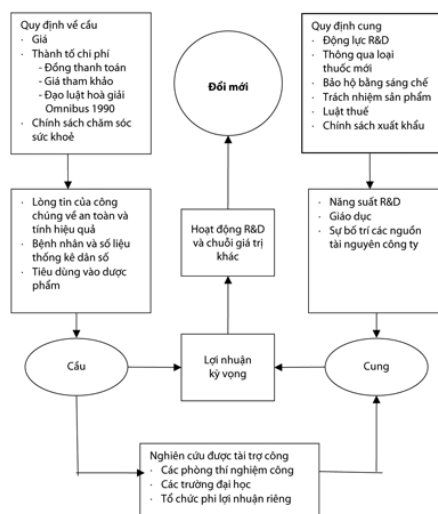 Quy định về cầu
· Giá
· Thành tố chi phí
- Đồng thanh toán
- Giá tham khảo
- Đạo luật hoà giải
Omnibus 1990
· Chính sách chăm sóc
sức khoẻ
Đổi mới
Quy định cung
· Động lực R&D
· Thông qua loại
thuốc mới
· Bảo hộ bằng sáng chế
· Trách nhiệm sản phẩm
· Luật thuế
· Chính sách xuất khẩu
· Lòng tin của công
chúng về an toàn và
tính hiệu quả
· Bệnh nhân và số liệu
thống kê dân số
· Tiêu dùng vào dược
phẩm
Hoạt động R&D
và chuỗi giá trị
khác
· Năng suất R&D
· Giáo dục
· Sự bố trí các nguồn
tài nguyên công ty
Cầu
Lợi nhuận
kỳ vọng
Cung
Nghiên cứu được tài trợ công
· Các phòng thí nghiệm công
· Các trường đại học
· Tổ chức phi lợi nhuận riêng